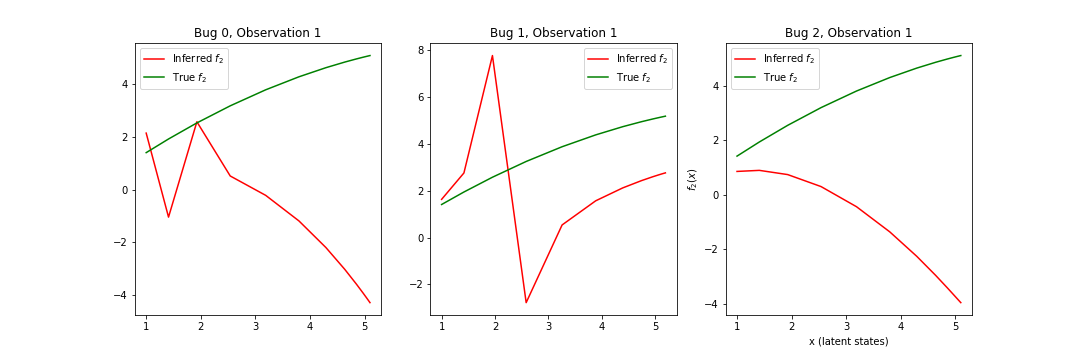 Bug 0, Observation 1
Inferred f₂
True f₂
4
2
0
−2
−4
1
2
3
4
5
Bug 1, Observation 1
Inferred f₂
True f₂
8
6
4
2
0
−2
1
2
3
4
5
Bug 2, Observation 1
Inferred f₂
True f₂
f₂(x)
4
2
0
−2
−4
1
2
3
4
5
x (latent states)